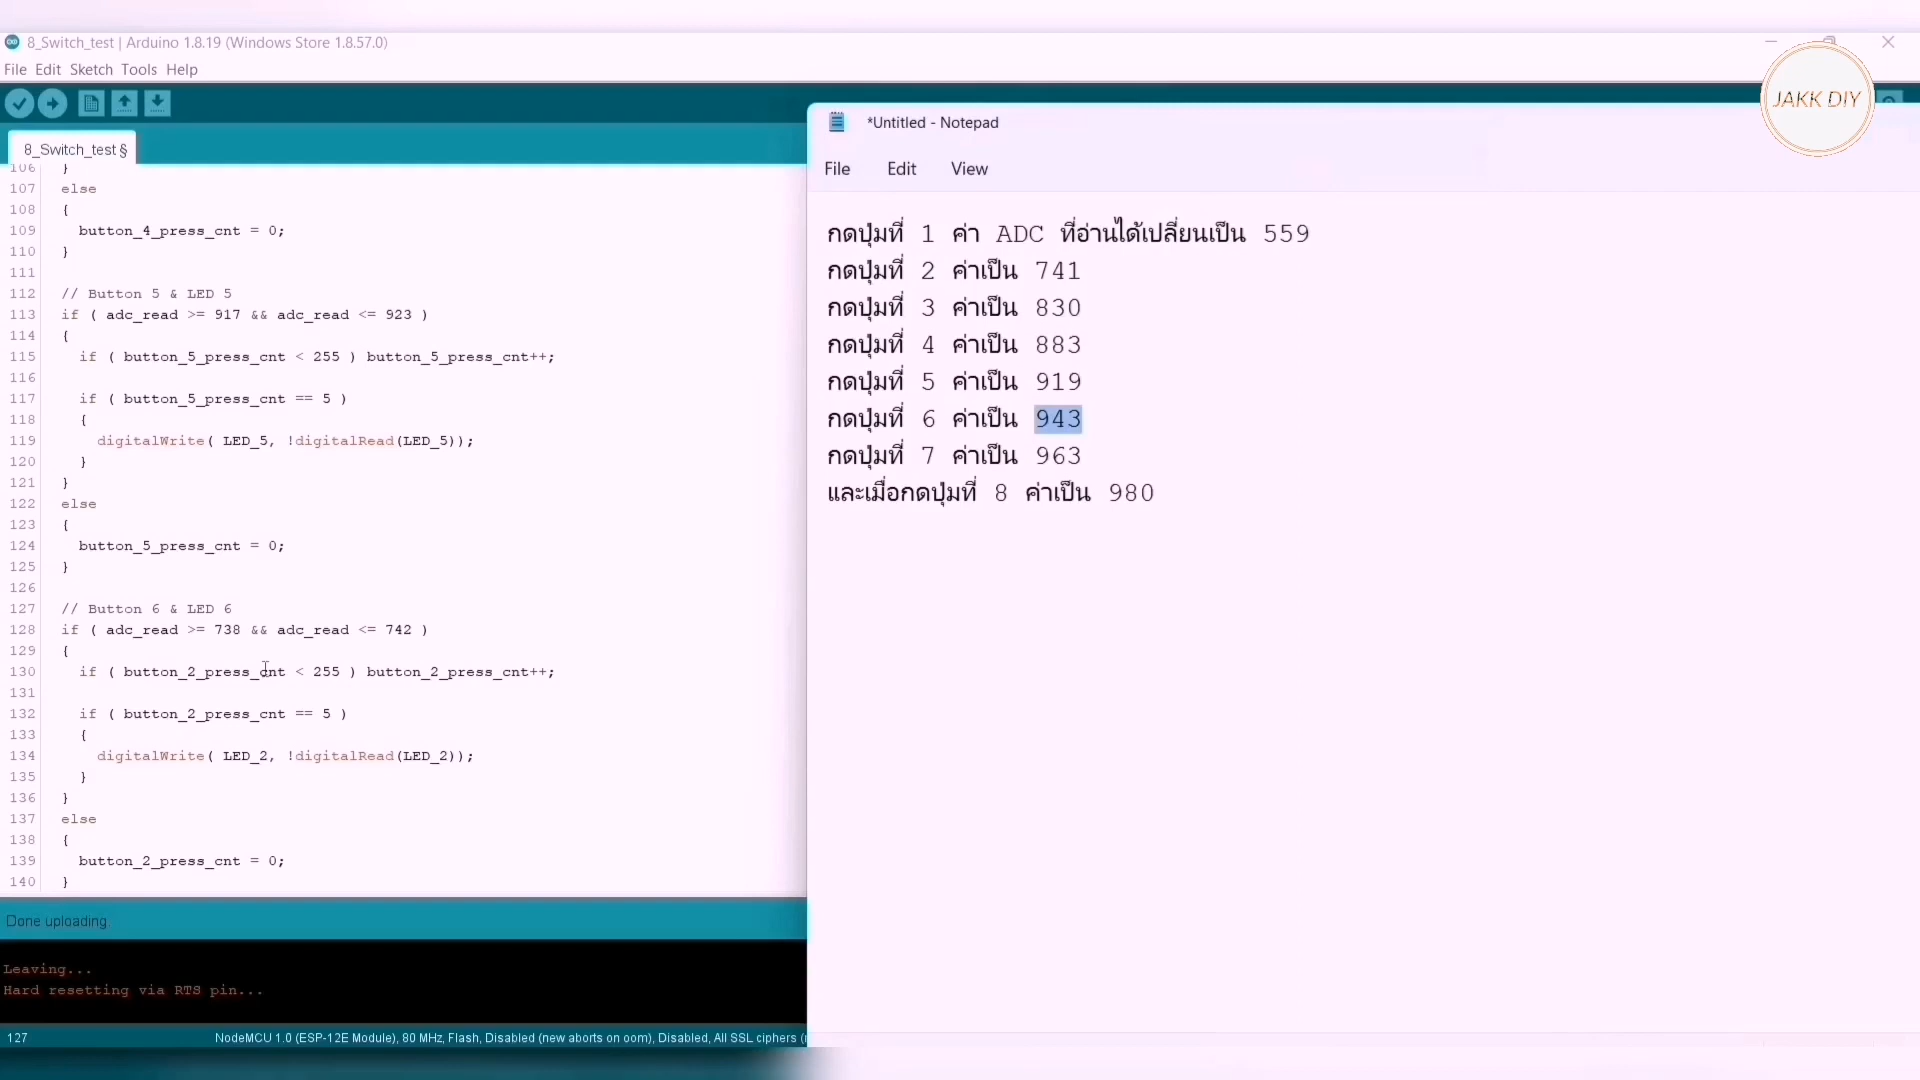 8_Switch_test | Arduino 1.8.19 (Windows Store 1.8.57.0)
File Edit Sketch Tools Help
JAKK DIY
8_Switch_test §
106 }
107 else
108 {
109 button_4_press_cnt = 0;
110 }
111
112 // Button 5 & LED 5
113 if ( adc_read >= 917 && adc_read <= 923 )
114 {
115 if ( button_5_press_cnt < 255 ) button_5_press_cnt++;
116
117 if ( button_5_press_cnt == 5 )
118 {
119 digitalWrite( LED_5, !digitalRead(LED_5));
120 }
121 }
122 else
123 {
124 button_5_press_cnt = 0;
125 }
126
127 // Button 6 & LED 6
128 if ( adc_read >= 738 && adc_read <= 742 )
129 {
130 if ( button_2_press_cnt < 255 ) button_2_press_cnt++;
131
132 if ( button_2_press_cnt == 5 )
133 {
134 digitalWrite( LED_2, !digitalRead(LED_2));
135 }
136 }
137 else
138 {
139 button_2_press_cnt = 0;
140 }
Done uploading.
Leaving...
Hard resetting via RTS pin...
127 NodeMCU 1.0 (ESP-12E Module), 80 MHz, Flash, Disabled (new aborts on oom), Disabled, All SSL ciphers (
*Untitled - Notepad
File Edit View
กดปุ่มที่ 1 ค่า ADC ที่อ่านได้เปลี่ยนเป็น 559
กดปุ่มที่ 2 ค่าเป็น 741
กดปุ่มที่ 3 ค่าเป็น 830
กดปุ่มที่ 4 ค่าเป็น 883
กดปุ่มที่ 5 ค่าเป็น 919
กดปุ่มที่ 6 ค่าเป็น 943
กดปุ่มที่ 7 ค่าเป็น 963
และเมื่อกดปุ่มที่ 8 ค่าเป็น 980